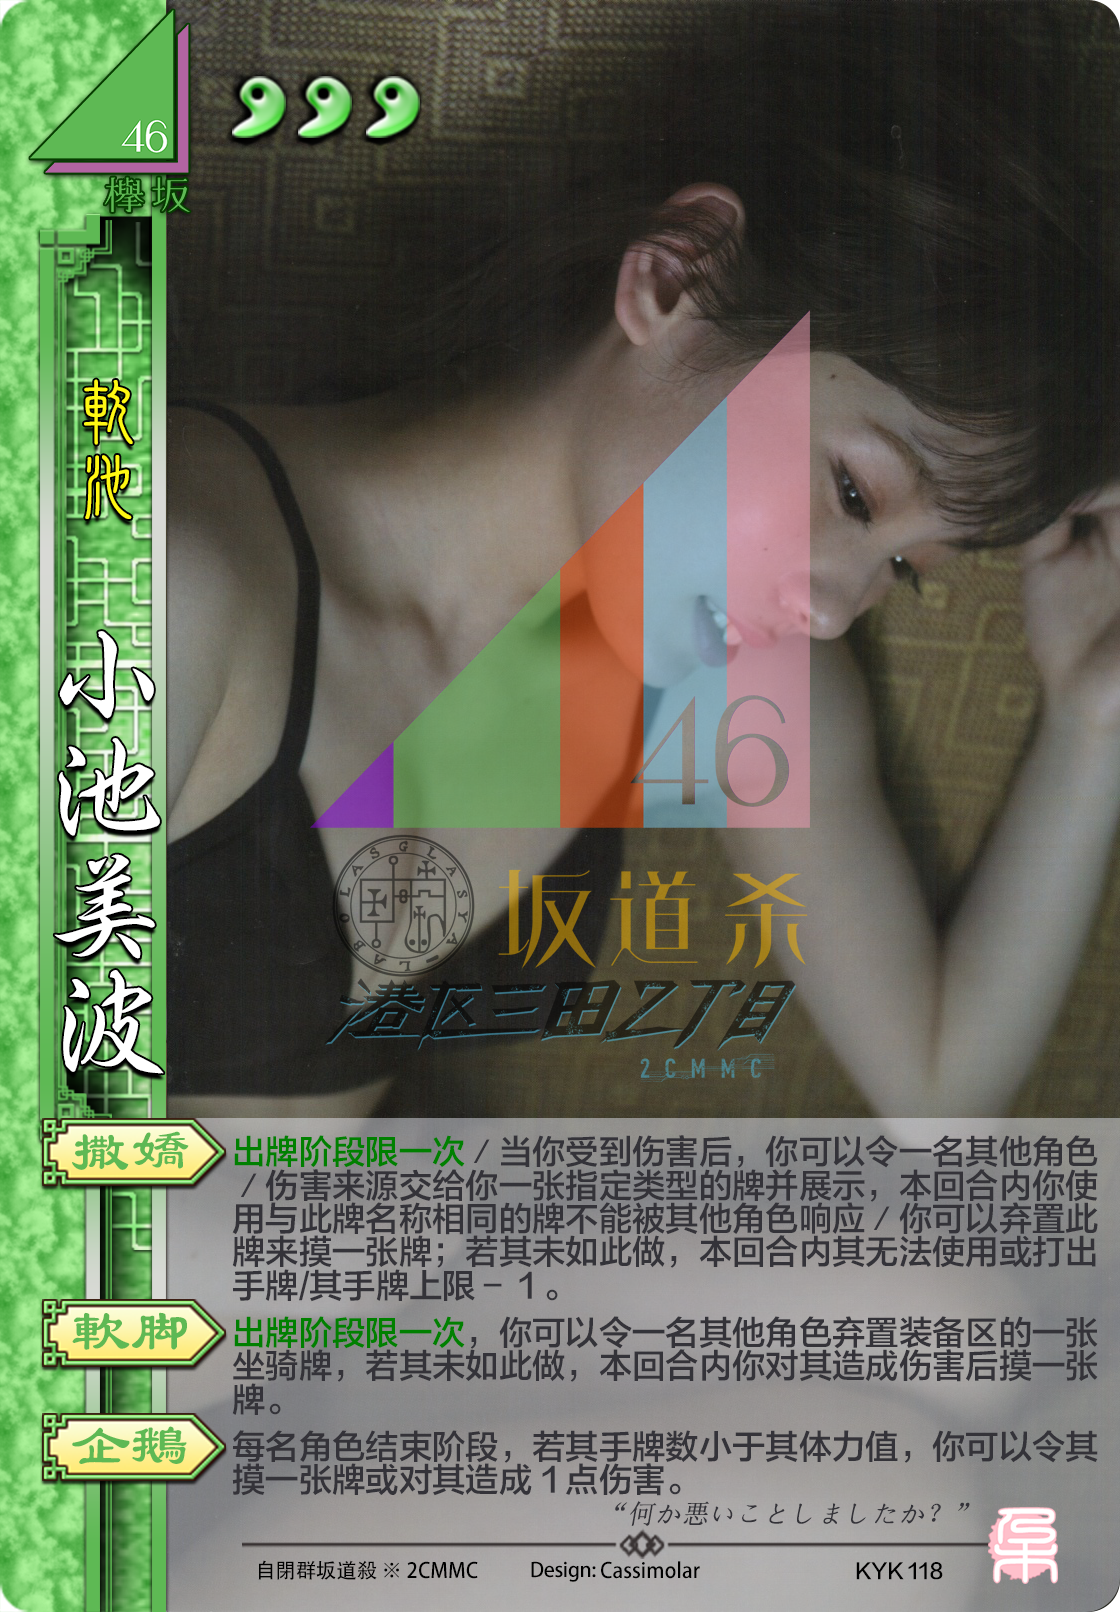 46
欅坂
軟池
小池美波
46
GLASYA LABOLAS
坂道杀
港区三田乙丁目
2CMMC
撒嬌
出牌阶段限一次／当你受到伤害后，你可以令一名其他角色
／伤害来源交给你一张指定类型的牌并展示，本回合内你使
用与此牌名称相同的牌不能被其他角色响应／你可以弃置此
牌来摸一张牌；若其未如此做，本回合内其无法使用或打出
手牌/其手牌上限－１。
軟脚
出牌阶段限一次，你可以令一名其他角色弃置装备区的一张
坐骑牌，若其未如此做，本回合内你对其造成伤害后摸一张
牌。
企鵝
每名角色结束阶段，若其手牌数小于其体力值，你可以令其
摸一张牌或对其造成１点伤害。
“何か悪いことしましたか？”
自閉群坂道殺 ※ 2CMMC Design: Cassimolar KYK 118